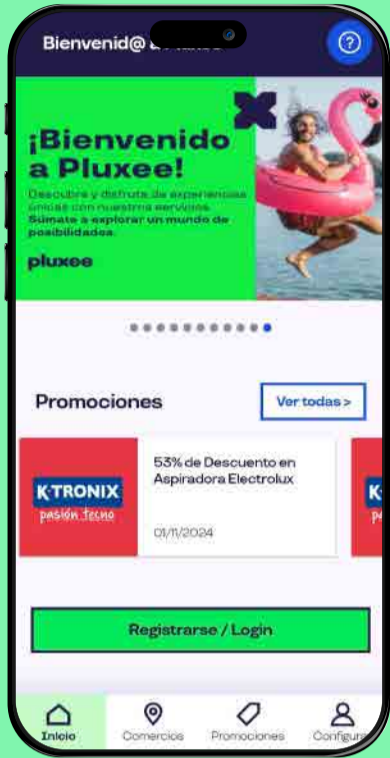 Bienvenid@ a
¡Bienvenido
a Pluxee!
Descubre y disfruta de experiencias
únicas con nuestros servicios.
Súmate a explorar un mundo de
posibilidades.
pluxee
Promociones
Ver todas >
K·TRONIX
pasión tecno
53% de Descuento en
Aspiradora Electrolux
01/11/2024
K
pa
Registrarse / Login
Inicio
Comercios
Promociones
Configura